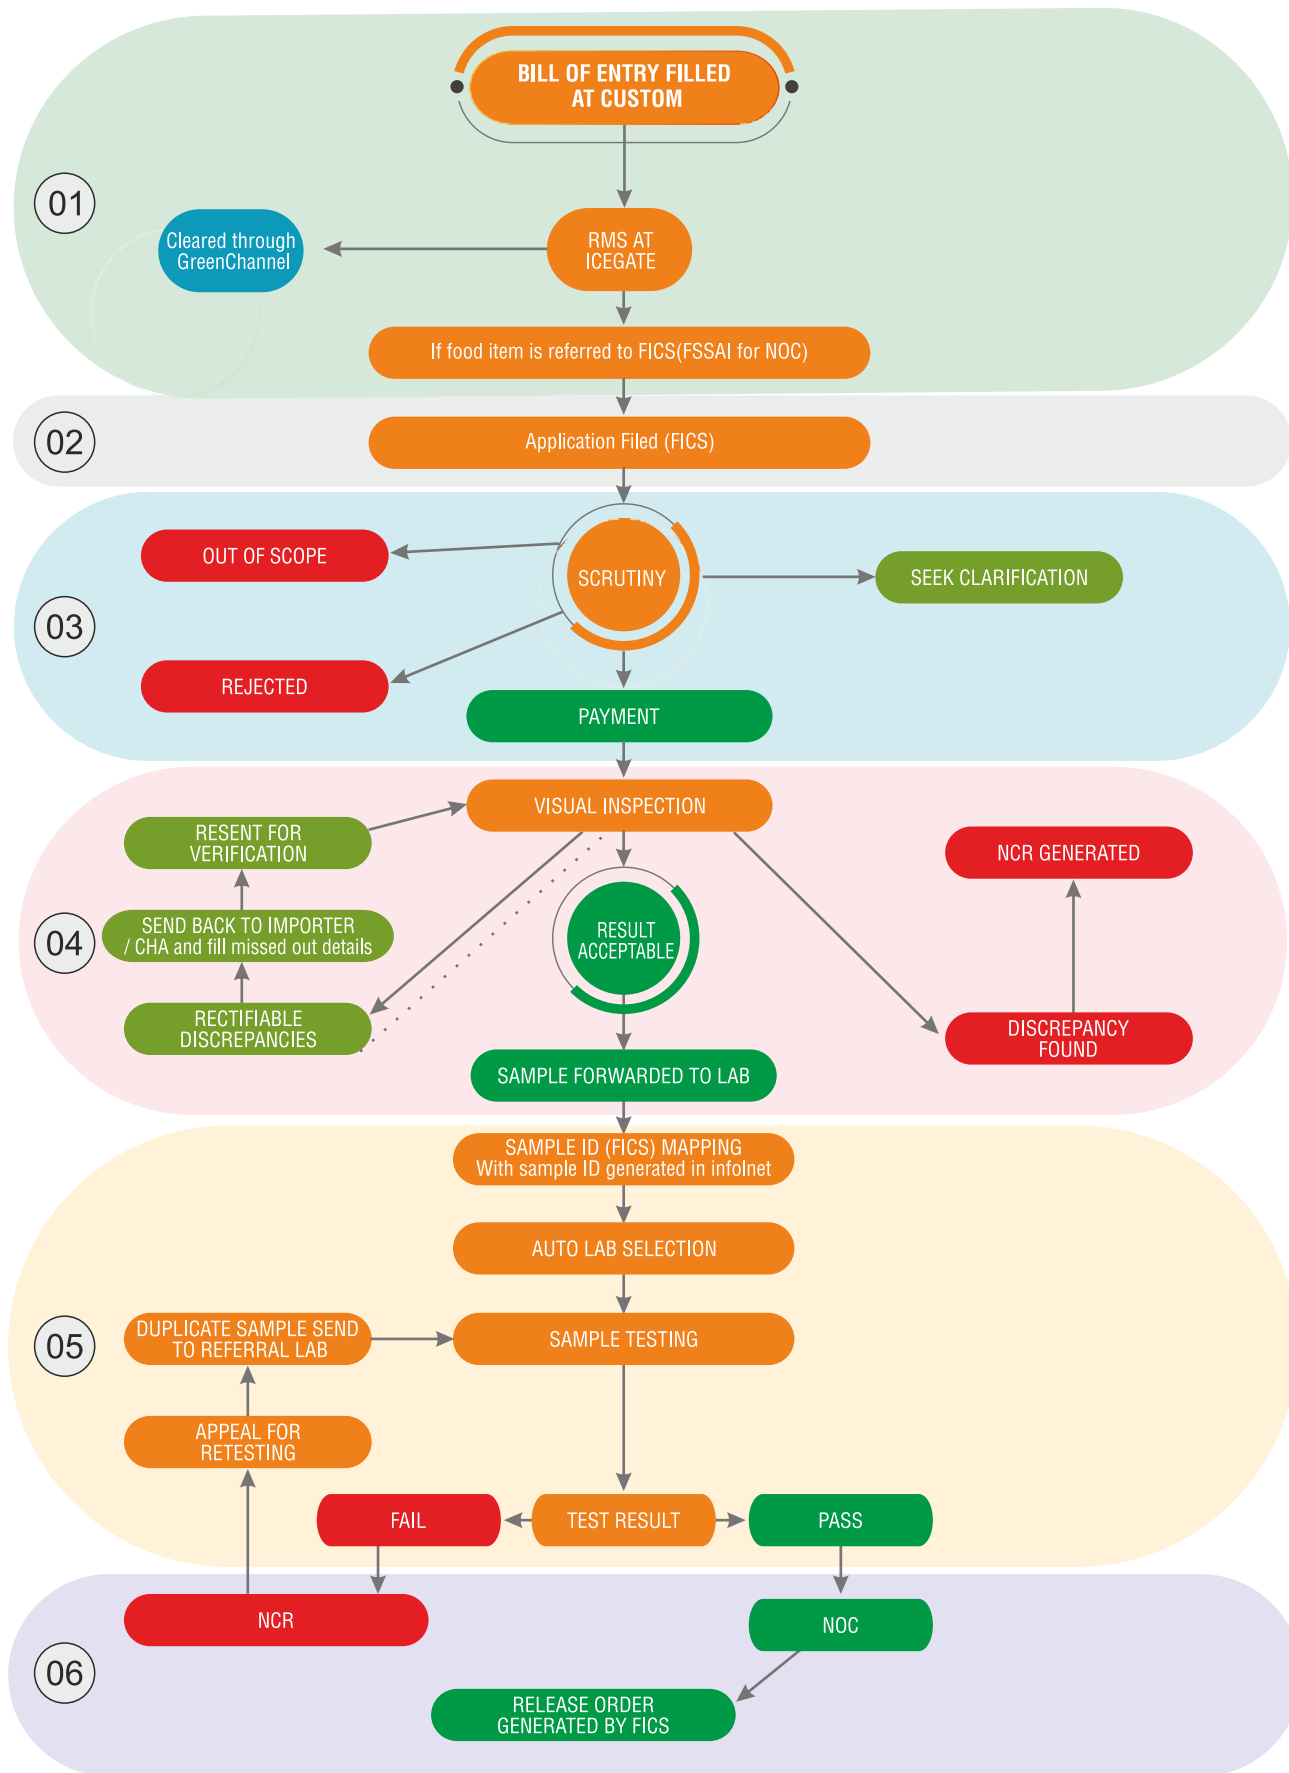 BILL OF ENTRY FILLED
AT CUSTOM
01
Cleared through
GreenChannel
RMS AT
ICEGATE
If food item is referred to FICS(FSSAI for NOC)
02
Application Filed (FICS)
OUT OF SCOPE
SCRUTINY
SEEK CLARIFICATION
03
REJECTED
PAYMENT
VISUAL INSPECTION
RESENT FOR
VERIFICATION
NCR GENERATED
04
SEND BACK TO IMPORTER
/ CHA and fill missed out details
RESULT
ACCEPTABLE
RECTIFIABLE
DISCREPANCIES
DISCREPANCY
FOUND
SAMPLE FORWARDED TO LAB
SAMPLE ID (FICS) MAPPING
With sample ID generated in infolnet
AUTO LAB SELECTION
05
DUPLICATE SAMPLE SEND
TO REFERRAL LAB
SAMPLE TESTING
APPEAL FOR
RETESTING
FAIL
TEST RESULT
PASS
NCR
NOC
06
RELEASE ORDER
GENERATED BY FICS